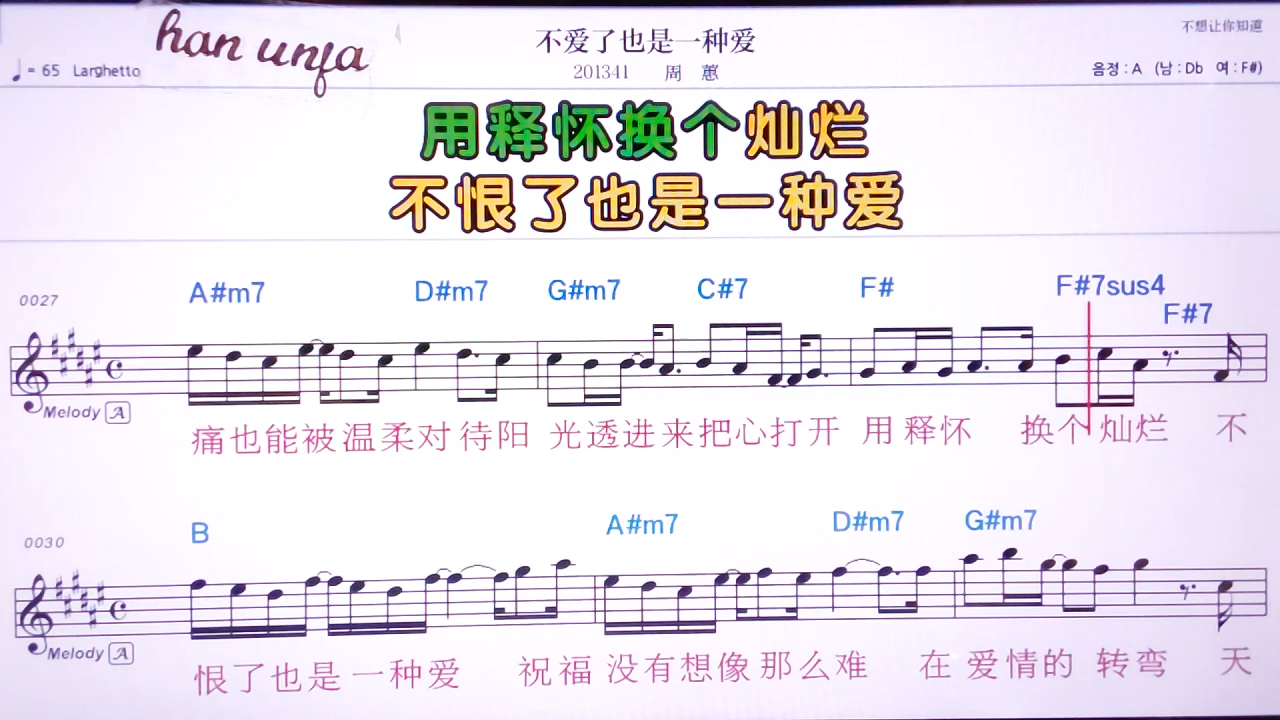 han unfa
不爱了也是一种爱
不想让你知道
♩= 65 Larghetto
201341 周 蕙
음정 : A (남 : Db 여 : F#)
用释怀换个灿烂
不恨了也是一种爱
0027
A#m7 D#m7 G#m7 C#7 F# F#7sus4 F#7
Melody A
痛也能被温柔对待阳 光透进来把心打开 用释怀 换个灿烂 不
0030
B A#m7 D#m7 G#m7
Melody A
恨了也是一种爱 祝福没有想像那么难 在爱情的转弯 天